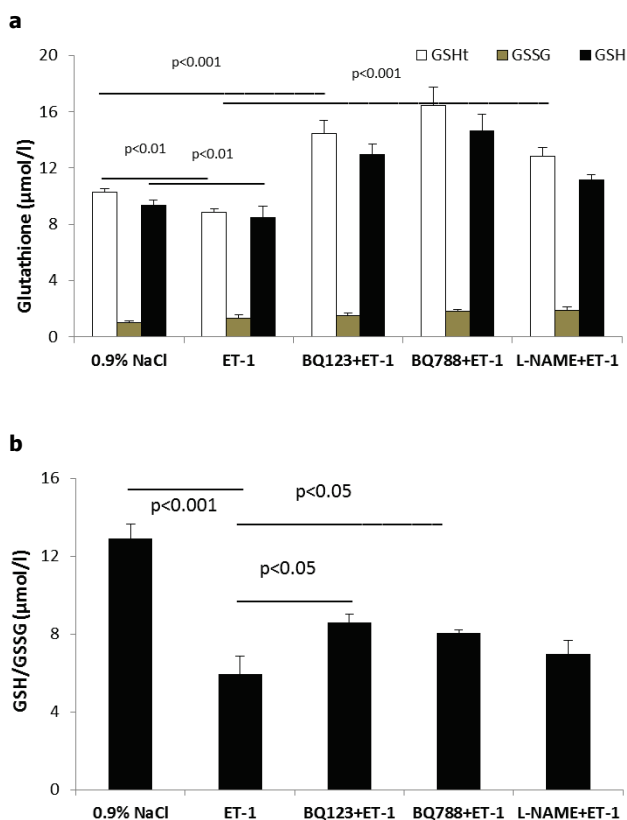 a
GSHt GSSG GSH
20
p<0.001
p<0.001
16
p<0.01
p<0.01
12
8
4
0
Glutathione (µmol/l)
0.9% NaCl ET-1 BQ123+ET-1 BQ788+ET-1 L-NAME+ET-1
b
16
p<0.001
p<0.05
12
p<0.05
8
4
0
GSH/GSSG (µmol/l)
0.9% NaCl ET-1 BQ123+ET-1 BQ788+ET-1 L-NAME+ET-1